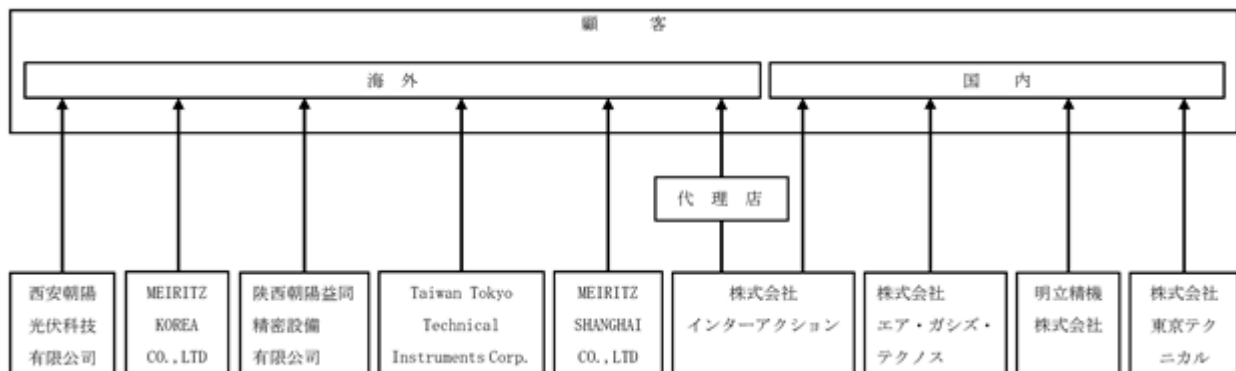 顧 客
海 外
国 内
代 理 店
西安朝陽
光伏科技
有限公司
MEIRITZ
KOREA
CO.,LTD
陝西朝陽益同
精密設備
有限公司
Taiwan Tokyo
Technical
Instruments Corp.
MEIRITZ
SHANGHAI
CO.,LTD
株式会社
インターアクション
株式会社
エア・ガシズ・
テクノス
明立精機
株式会社
株式会社
東京テク
ニカル